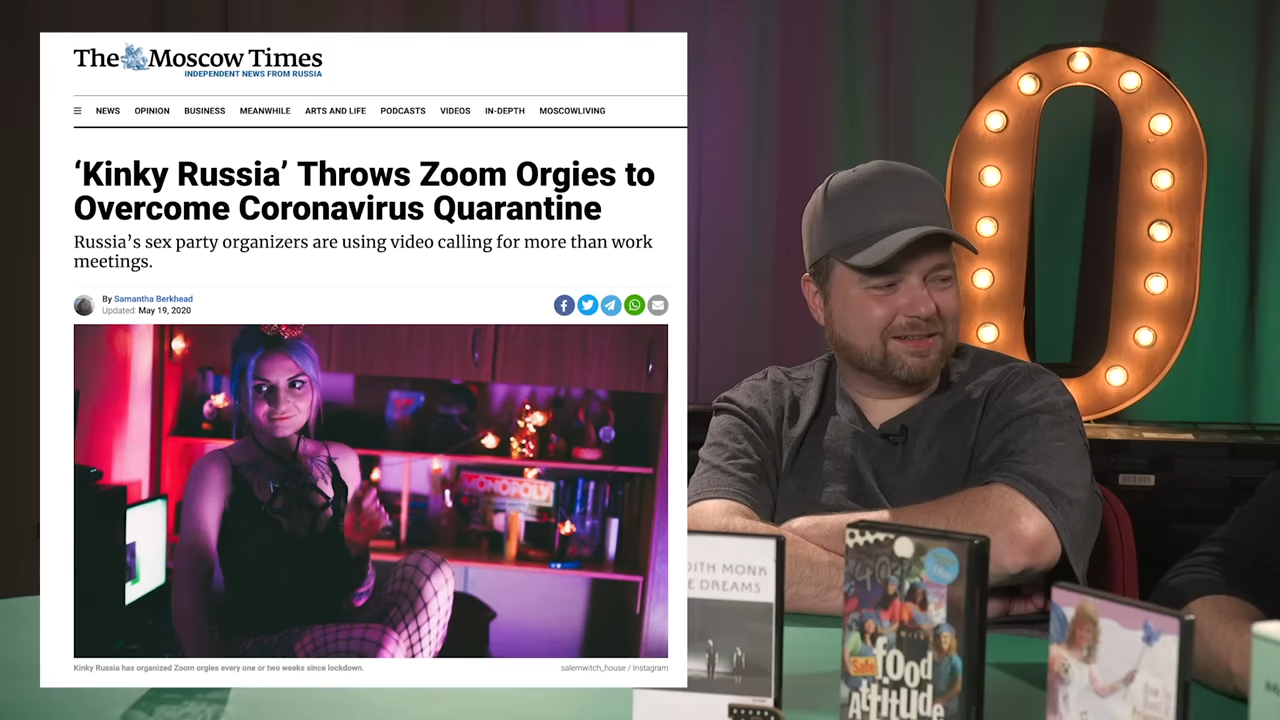 The Moscow Times
INDEPENDENT NEWS FROM RUSSIA
NEWS OPINION BUSINESS MEANWHILE ARTS AND LIFE PODCASTS VIDEOS IN-DEPTH MOSCOWLIVING
‘Kinky Russia’ Throws Zoom Orgies to
Overcome Coronavirus Quarantine
Russia’s sex party organizers are using video calling for more than work
meetings.
By Samantha Berkhead
Updated: May 19, 2020
MONOPOLY
Kinky Russia has organized Zoom orgies every one or two weeks since lockdown.
salemwitch_house / Instagram
MONK
DREAMS
Safe
food
Attitude